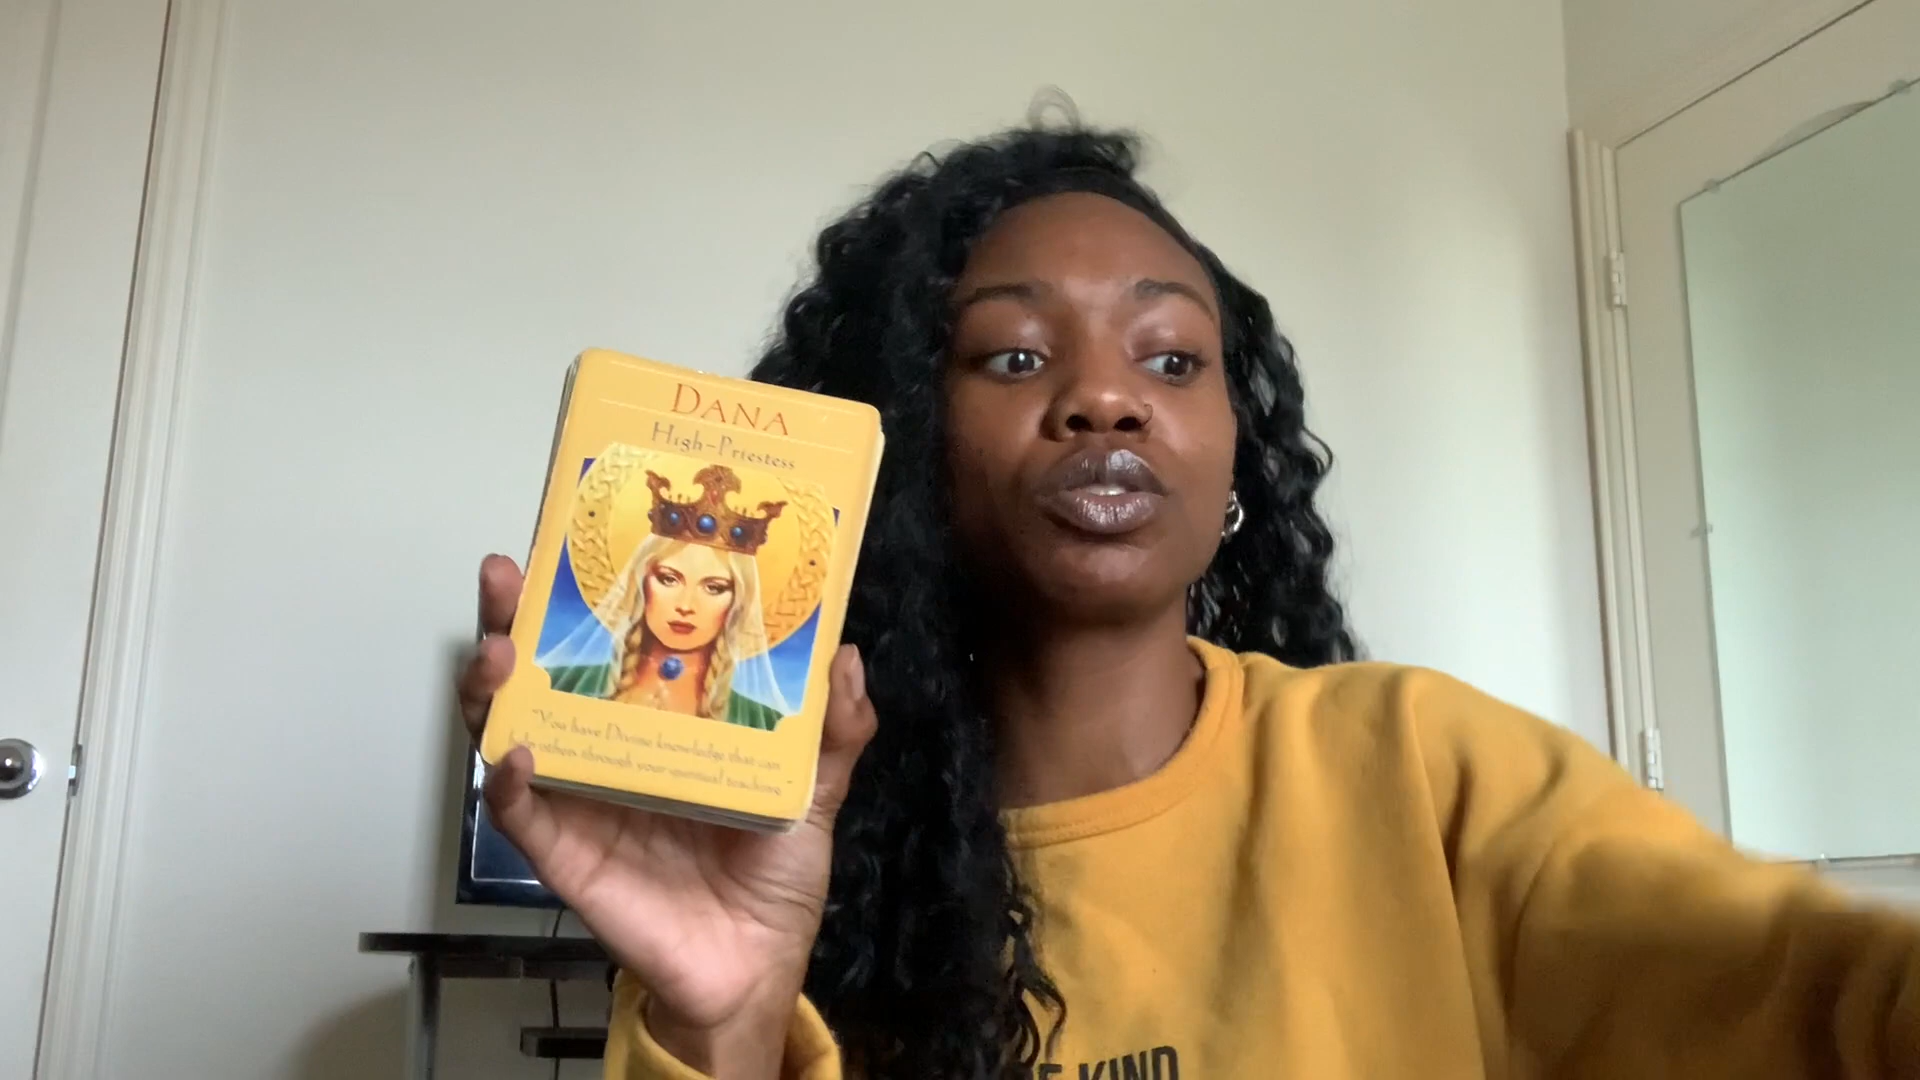 DANA
High-Priestess
"You have Divine knowledge that can
help others through your spiritual teaching"
E KIND